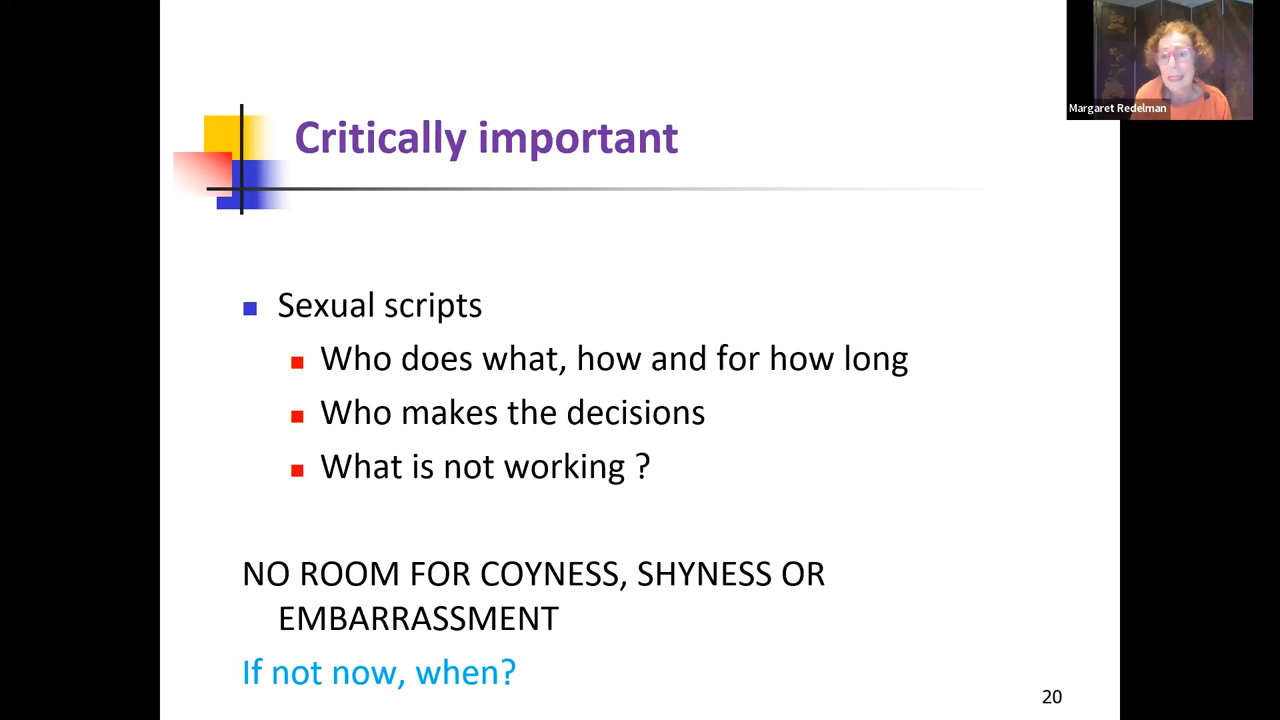 Margaret Redelman
Critically important
Sexual scripts
Who does what, how and for how long
Who makes the decisions
What is not working ?
NO ROOM FOR COYNESS, SHYNESS OR
EMBARRASSMENT
If not now, when?
20